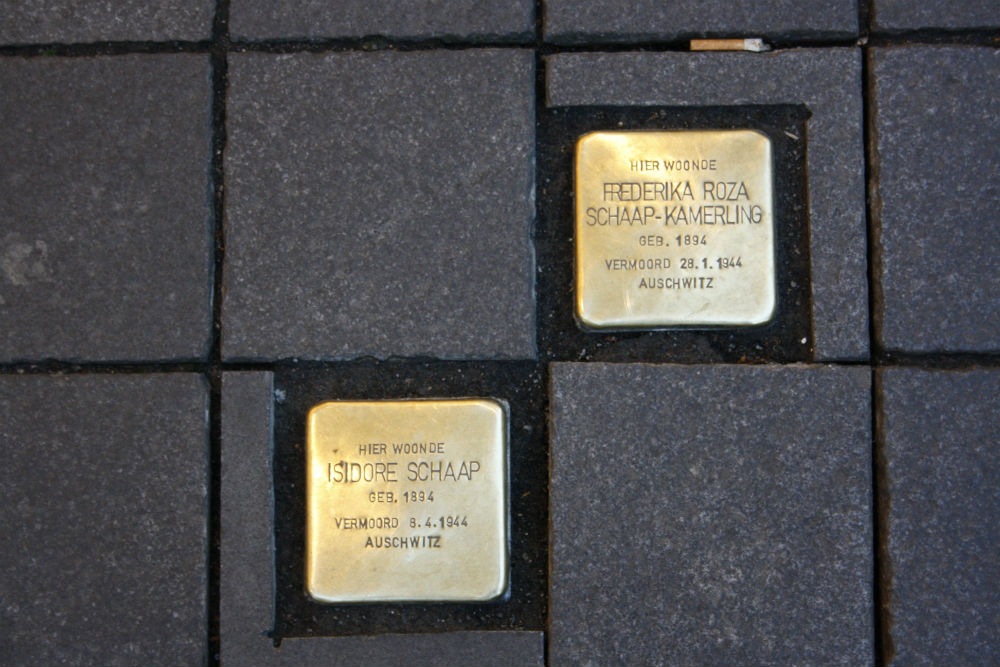 HIER WOONDE
FREDERIKA ROZA
SCHAAP-KAMERLING
GEB. 1894
VERMOORD 28.1.1944
AUSCHWITZ
HIER WOONDE
ISIDORE SCHAAP
GEB. 1894
VERMOORD 8.4.1944
AUSCHWITZ